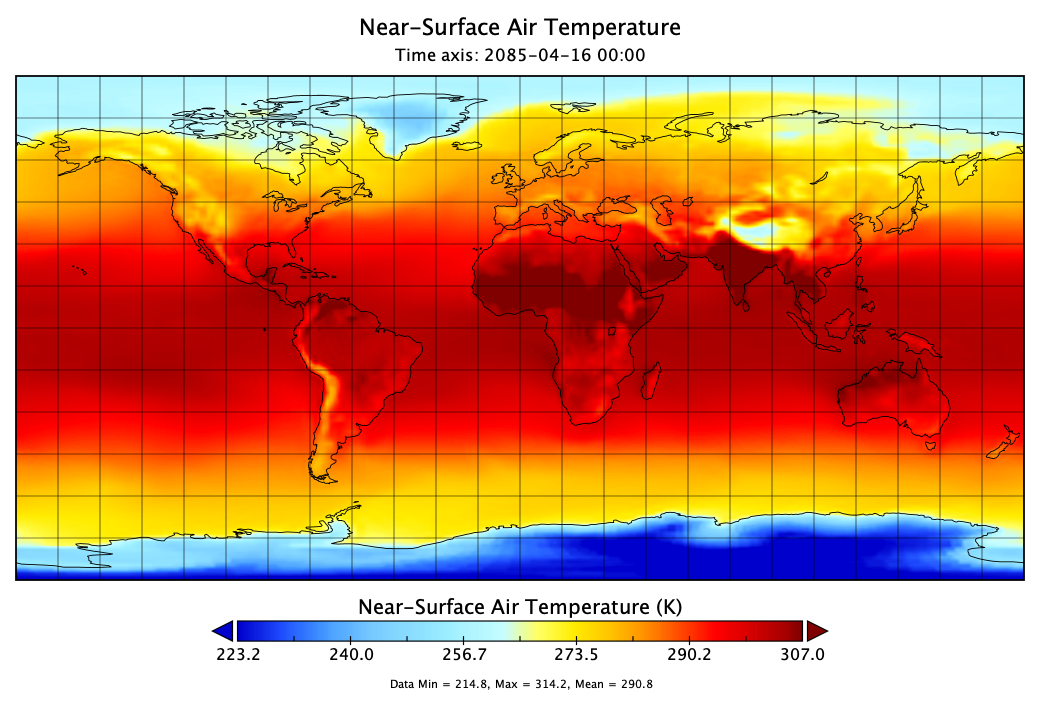 Near-Surface Air Temperature
Time axis: 2085-04-16 00:00
Near-Surface Air Temperature (K)
223.2 240.0 256.7 273.5 290.2 307.0
Data Min = 214.8, Max = 314.2, Mean = 290.8